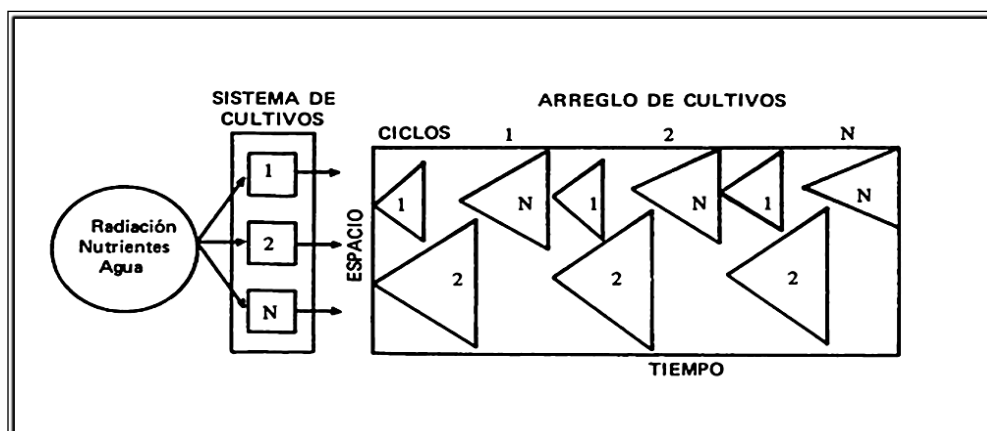 SISTEMA DE
CULTIVOS
1
2
N
Radiación
Nutrientes
Agua
ARREGLO DE CULTIVOS
CICLOS 1 2 N
ESPACIO
1 N 1 N 1 N
2 2 2
TIEMPO